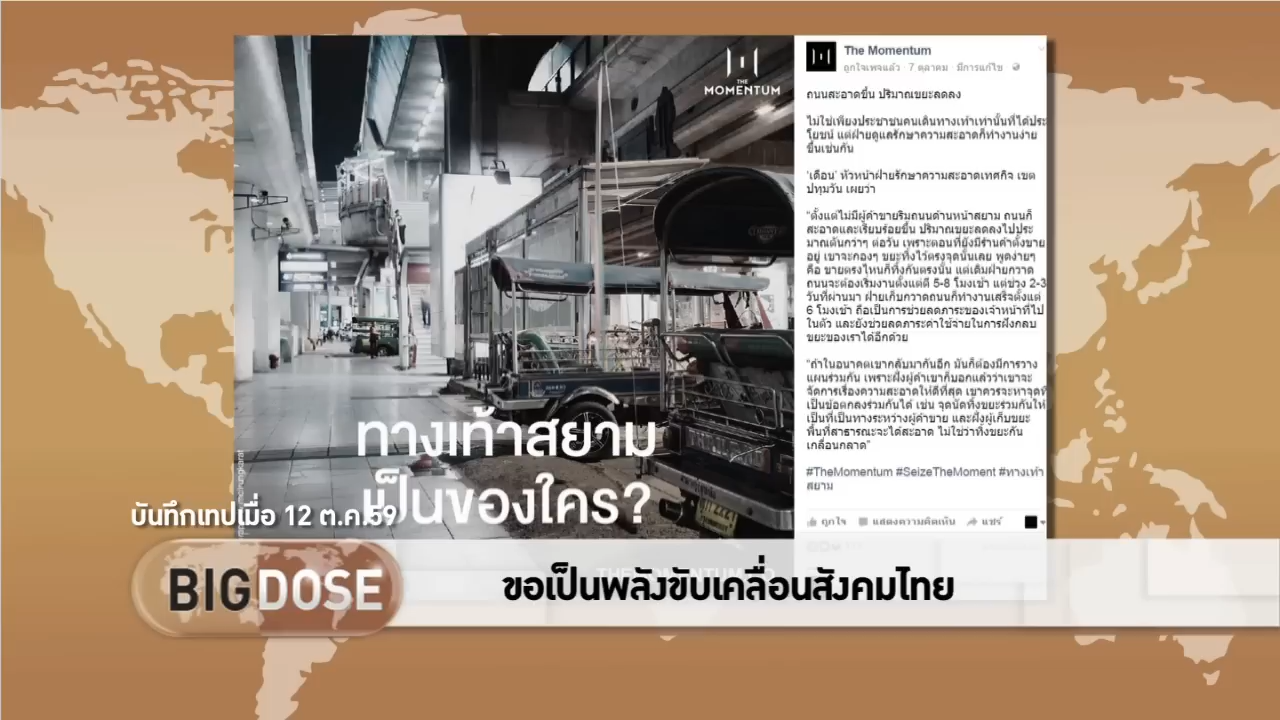 THE
MOMENTUM
The Momentum
ถูกใจเพจแล้ว · 7 ตุลาคม · มีการแก้ไข
ถนนสะอาดขึ้น ปริมาณขยะลดลง
ไม่ใช่เพียงประชาชนคนเดินทางเท้าเท่านั้นที่ได้ประ
โยชน์ แต่ฝ่ายดูแลรักษาความสะอาดก็ทำงานง่าย
ขึ้นเช่นกัน
'เดือน' หัวหน้าฝ่ายรักษาความสะอาดเทศกิจ เขต
ปทุมวัน เผยว่า
"ตั้งแต่ไม่มีผู้ค้าขายริมถนนด้านหน้าสยาม ถนนก็
สะอาดและเรียบร้อยขึ้น ปริมาณขยะลดลงไปประ
มาณตันกว่าๆ ต่อวัน เพราะตอนที่ยังมีร้านค้าตั้งขาย
อยู่ เขาจะกองๆ ขยะทิ้งไว้ตรงจุดนั้นเลย พูดง่ายๆ
คือ ขายตรงไหนก็ทิ้งกันตรงนั้น แต่เดิมฝ่ายกวาด
ถนนจะต้องเริ่มงานตั้งแต่ตี 5-8 โมงเช้า แต่ช่วง 2-3
วันที่ผ่านมา ฝ่ายเก็บกวาดถนนก็ทำงานเสร็จตั้งแต่
6 โมงเช้า ถือเป็นการช่วยลดภาระของเจ้าหน้าที่ไป
ในตัว และยังช่วยลดภาระค่าใช้จ่ายในการฝังกลบ
ขยะของเราได้อีกด้วย
"ถ้าในอนาคตเขากลับมากันอีก มันก็ต้องมีการวาง
แผนร่วมกัน เพราะฝั่งผู้ค้าเขาก็บอกแล้วว่าเขาจะ
จัดการเรื่องความสะอาดให้ดีที่สุด เขาควรจะหาจุดที่
เป็นข้อตกลงร่วมกันได้ เช่น จุดนัดทิ้งขยะร่วมกันให้
เป็นที่เป็นทางระหว่างผู้ค้าขาย และฝั่งผู้เก็บขยะ
พื้นที่สาธารณะจะได้สะอาด ไม่ใช่ว่าทิ้งขยะกัน
เกลื่อนกลาด"
#TheMomentum #SeizeTheMoment #ทางเท้า
สยาม
ถูกใจ แสดงความคิดเห็น แชร์
ทางเท้าสยาม
เป็นของใคร?
บันทึกเทปเมื่อ 12 ต.ค.59
BIGDOSE
ขอเป็นพลังขับเคลื่อนสังคมไทย